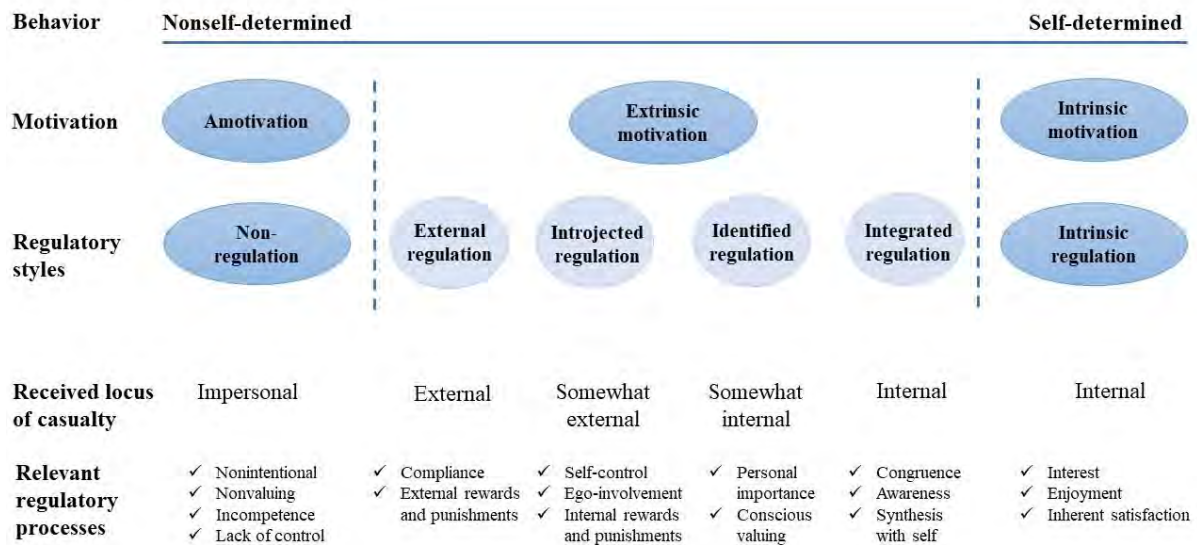 Behavior Nonself-determined Self-determined
Motivation Amotivation Extrinsic motivation Intrinsic motivation
Regulatory styles Non-regulation External regulation Introjected regulation Identified regulation Integrated regulation Intrinsic regulation
Received locus of casualty Impersonal External Somewhat external Somewhat internal Internal Internal
Relevant regulatory processes
✓ Nonintentional
✓ Nonvaluing
✓ Incompetence
✓ Lack of control
✓ Compliance
✓ External rewards
and punishments
✓ Self-control
✓ Ego-involvement
✓ Internal rewards
and punishments
✓ Personal
importance
✓ Conscious
valuing
✓ Congruence
✓ Awareness
✓ Synthesis
with self
✓ Interest
✓ Enjoyment
✓ Inherent satisfaction